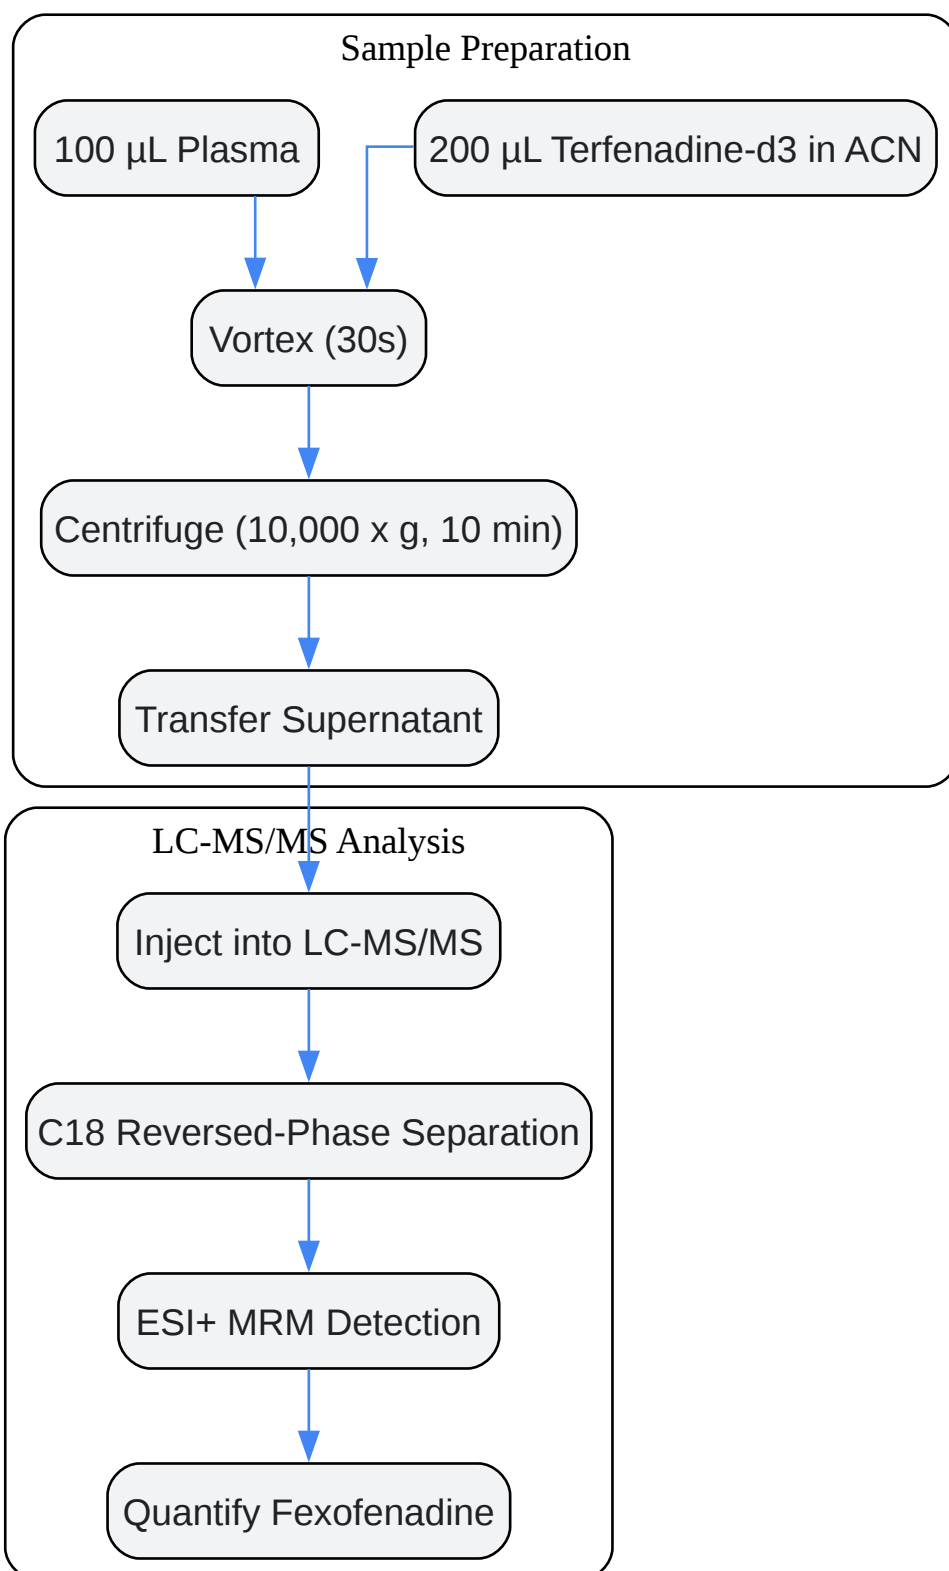 Sample Preparation
100 µL Plasma
200 µL Terfenadine-d3 in ACN
Vortex (30s)
Centrifuge (10,000 x g, 10 min)
Transfer Supernatant
LC-MS/MS Analysis
Inject into LC-MS/MS
C18 Reversed-Phase Separation
ESI+ MRM Detection
Quantify Fexofenadine